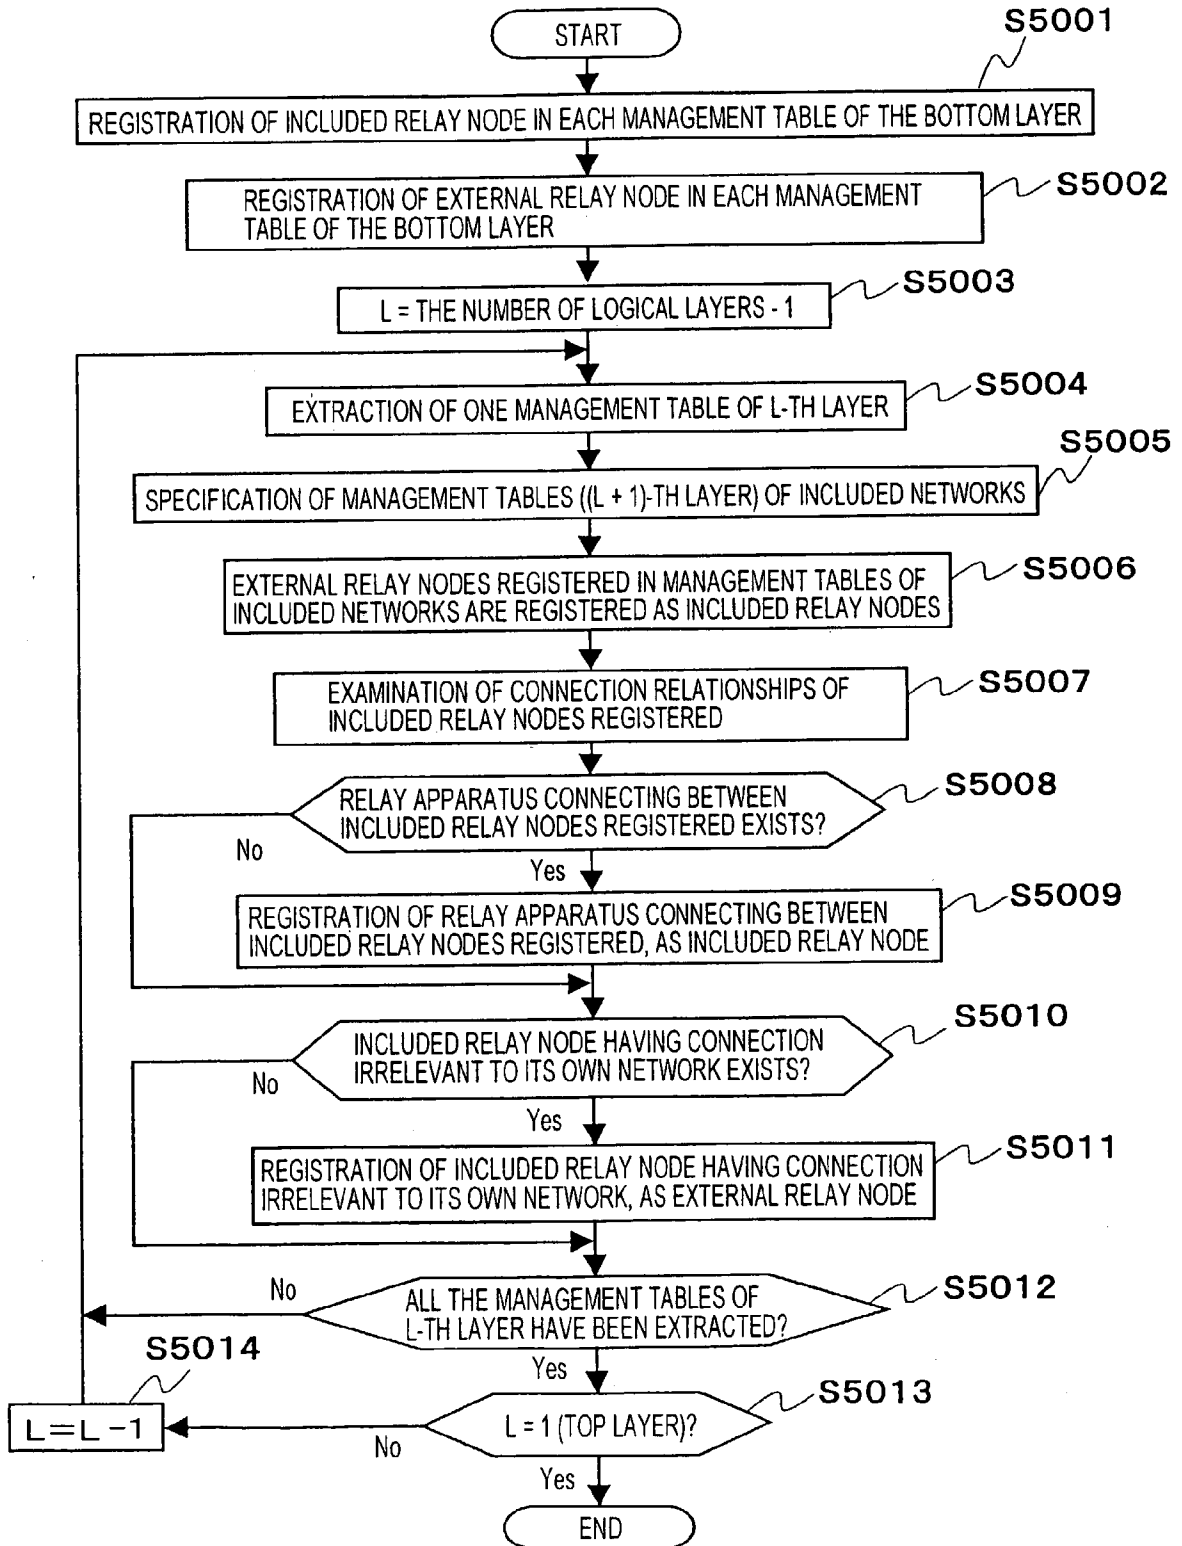 START
S5001
REGISTRATION OF INCLUDED RELAY NODE IN EACH MANAGEMENT TABLE OF THE BOTTOM LAYER
S5002
REGISTRATION OF EXTERNAL RELAY NODE IN EACH MANAGEMENT
TABLE OF THE BOTTOM LAYER
S5003
L = THE NUMBER OF LOGICAL LAYERS - 1
S5004
EXTRACTION OF ONE MANAGEMENT TABLE OF L-TH LAYER
S5005
SPECIFICATION OF MANAGEMENT TABLES ((L + 1)-TH LAYER) OF INCLUDED NETWORKS
S5006
EXTERNAL RELAY NODES REGISTERED IN MANAGEMENT TABLES OF
INCLUDED NETWORKS ARE REGISTERED AS INCLUDED RELAY NODES
S5007
EXAMINATION OF CONNECTION RELATIONSHIPS OF
INCLUDED RELAY NODES REGISTERED
S5008
RELAY APPARATUS CONNECTING BETWEEN
INCLUDED RELAY NODES REGISTERED EXISTS?
No
Yes
S5009
REGISTRATION OF RELAY APPARATUS CONNECTING BETWEEN
INCLUDED RELAY NODES REGISTERED, AS INCLUDED RELAY NODE
S5010
INCLUDED RELAY NODE HAVING CONNECTION
IRRELEVANT TO ITS OWN NETWORK EXISTS?
No
Yes
S5011
REGISTRATION OF INCLUDED RELAY NODE HAVING CONNECTION
IRRELEVANT TO ITS OWN NETWORK, AS EXTERNAL RELAY NODE
No
S5012
ALL THE MANAGEMENT TABLES OF
L-TH LAYER HAVE BEEN EXTRACTED?
S5014
Yes
S5013
L=L-1
L = 1 (TOP LAYER)?
No
Yes
END